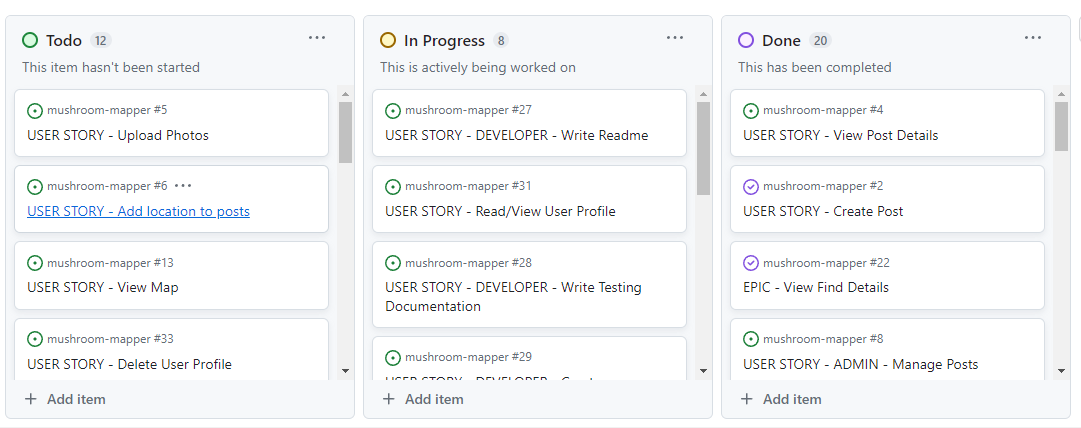 Todo 12
This item hasn't been started
mushroom-mapper #5
USER STORY - Upload Photos
mushroom-mapper #6
USER STORY - Add location to posts
mushroom-mapper #13
USER STORY - View Map
mushroom-mapper #33
USER STORY - Delete User Profile
+ Add item
In Progress 8
This is actively being worked on
mushroom-mapper #27
USER STORY - DEVELOPER - Write Readme
mushroom-mapper #31
USER STORY - Read/View User Profile
mushroom-mapper #28
USER STORY - DEVELOPER - Write Testing
Documentation
mushroom-mapper #29
USER STORY - DEVELOPER -
+ Add item
Done 20
This has been completed
mushroom-mapper #4
USER STORY - View Post Details
mushroom-mapper #2
USER STORY - Create Post
mushroom-mapper #22
EPIC - View Find Details
mushroom-mapper #8
USER STORY - ADMIN - Manage Posts
+ Add item